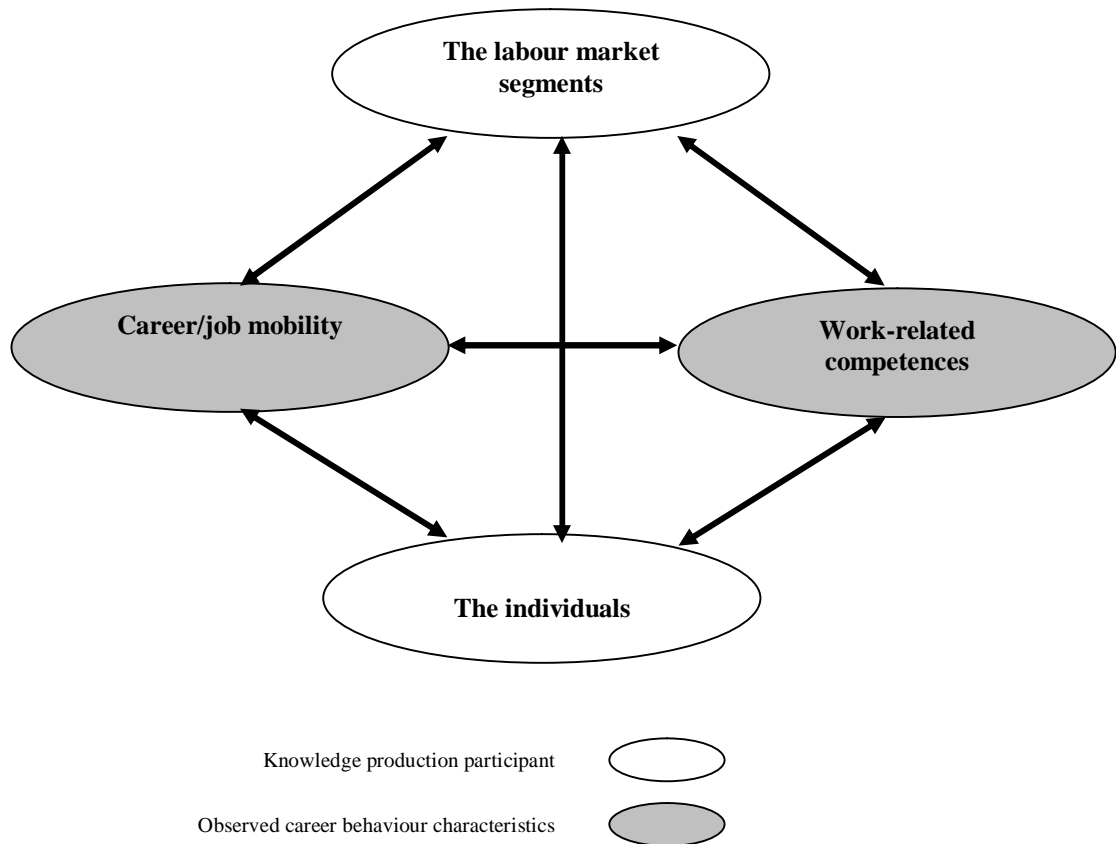 The labour market
segments
Career/job mobility
Work-related
competences
The individuals
Knowledge production participant
Observed career behaviour characteristics